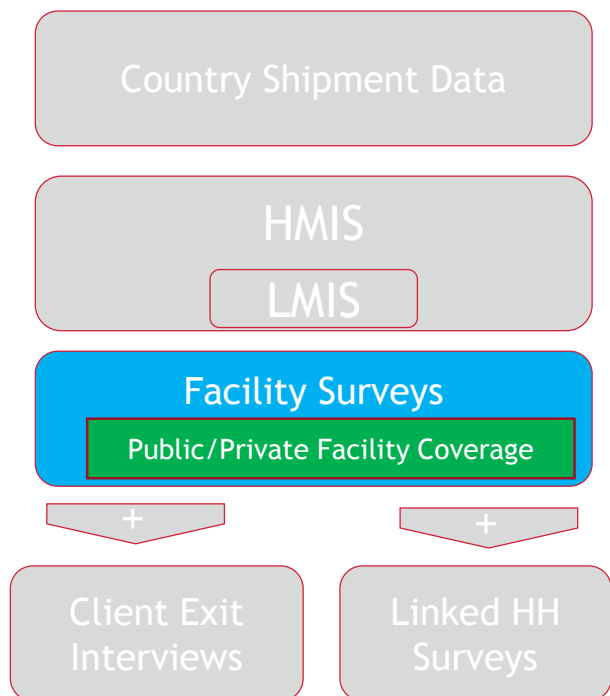 Country Shipment Data
HMIS
LMIS
Facility Surveys
Public/Private Facility Coverage
+
+
Client Exit
Interviews
Linked HH
Surveys